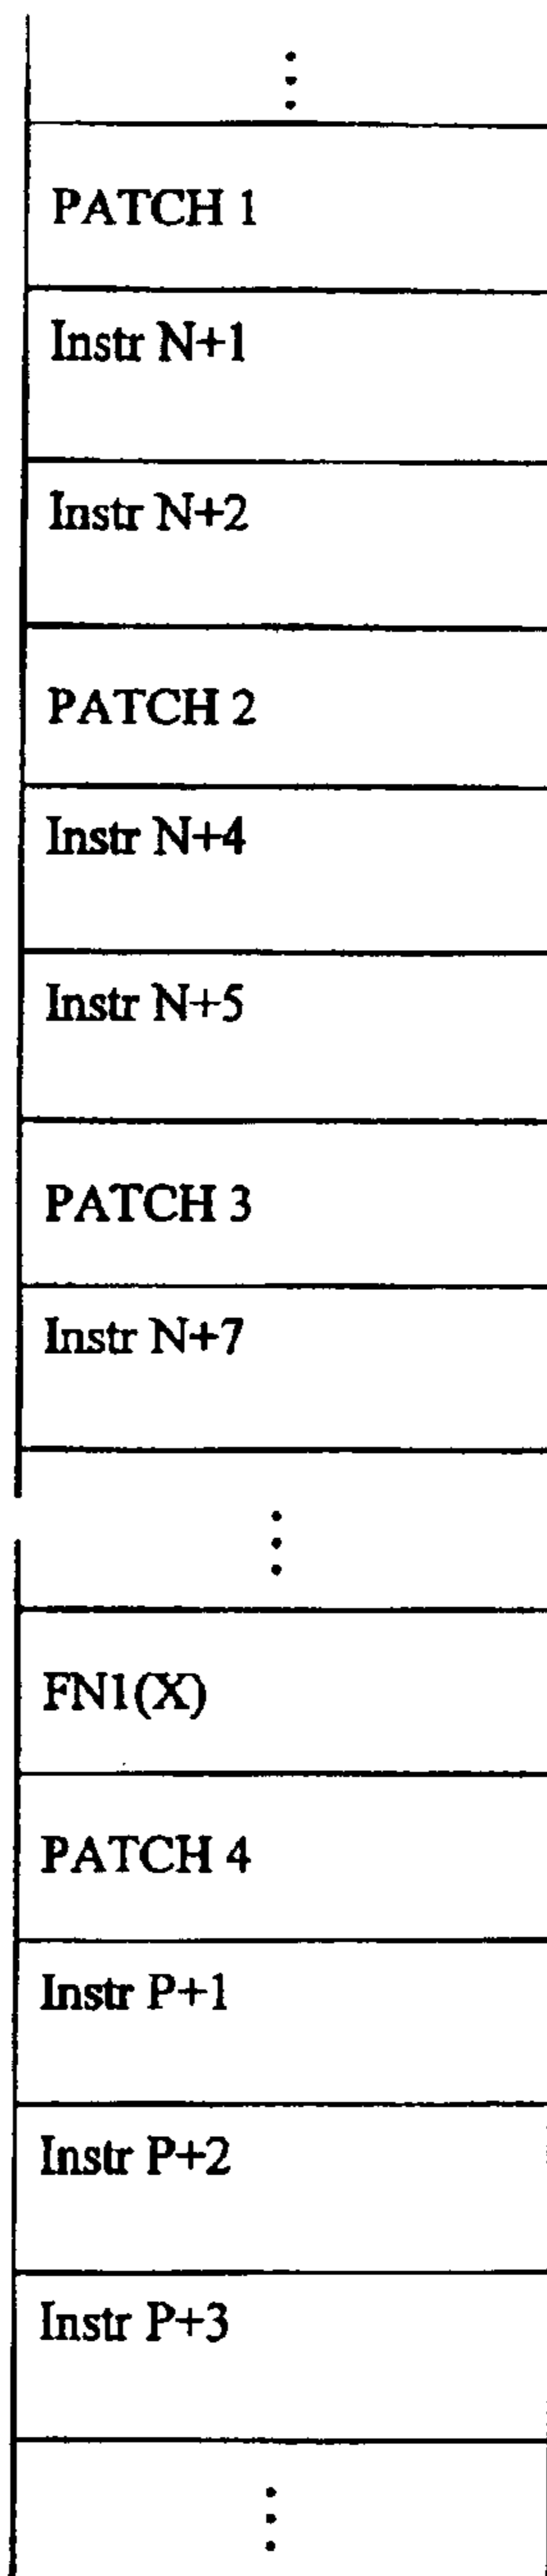 PATCH 1
Instr N+1
Instr N+2
PATCH 2
Instr N+4
Instr N+5
PATCH 3
Instr N+7
FN1(X)
PATCH 4
Instr P+1
Instr P+2
Instr P+3